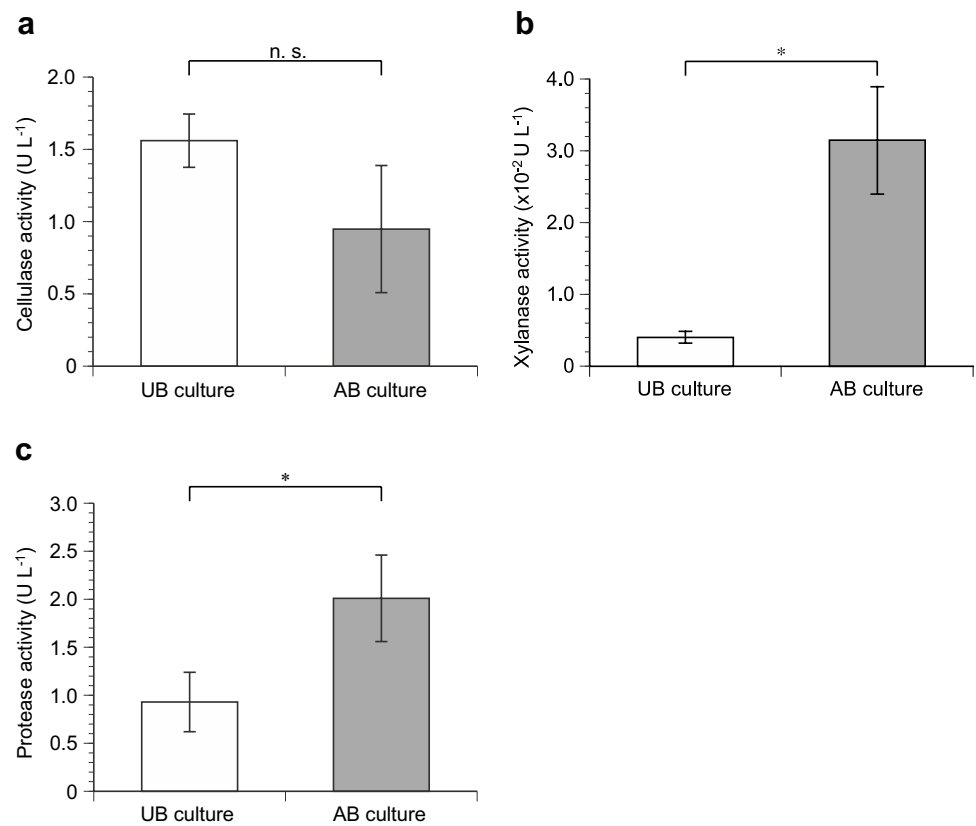 a
n. s.
Cellulase activity (U L⁻¹)
2.0
1.5
1.0
0.5
0
UB culture AB culture
b
*
Xylanase activity (x10⁻² U L⁻¹)
4.0
3.0
2.0
1.0
0
UB culture AB culture
c
*
Protease activity (U L⁻¹)
3.0
2.5
2.0
1.5
1.0
0.5
0
UB culture AB culture